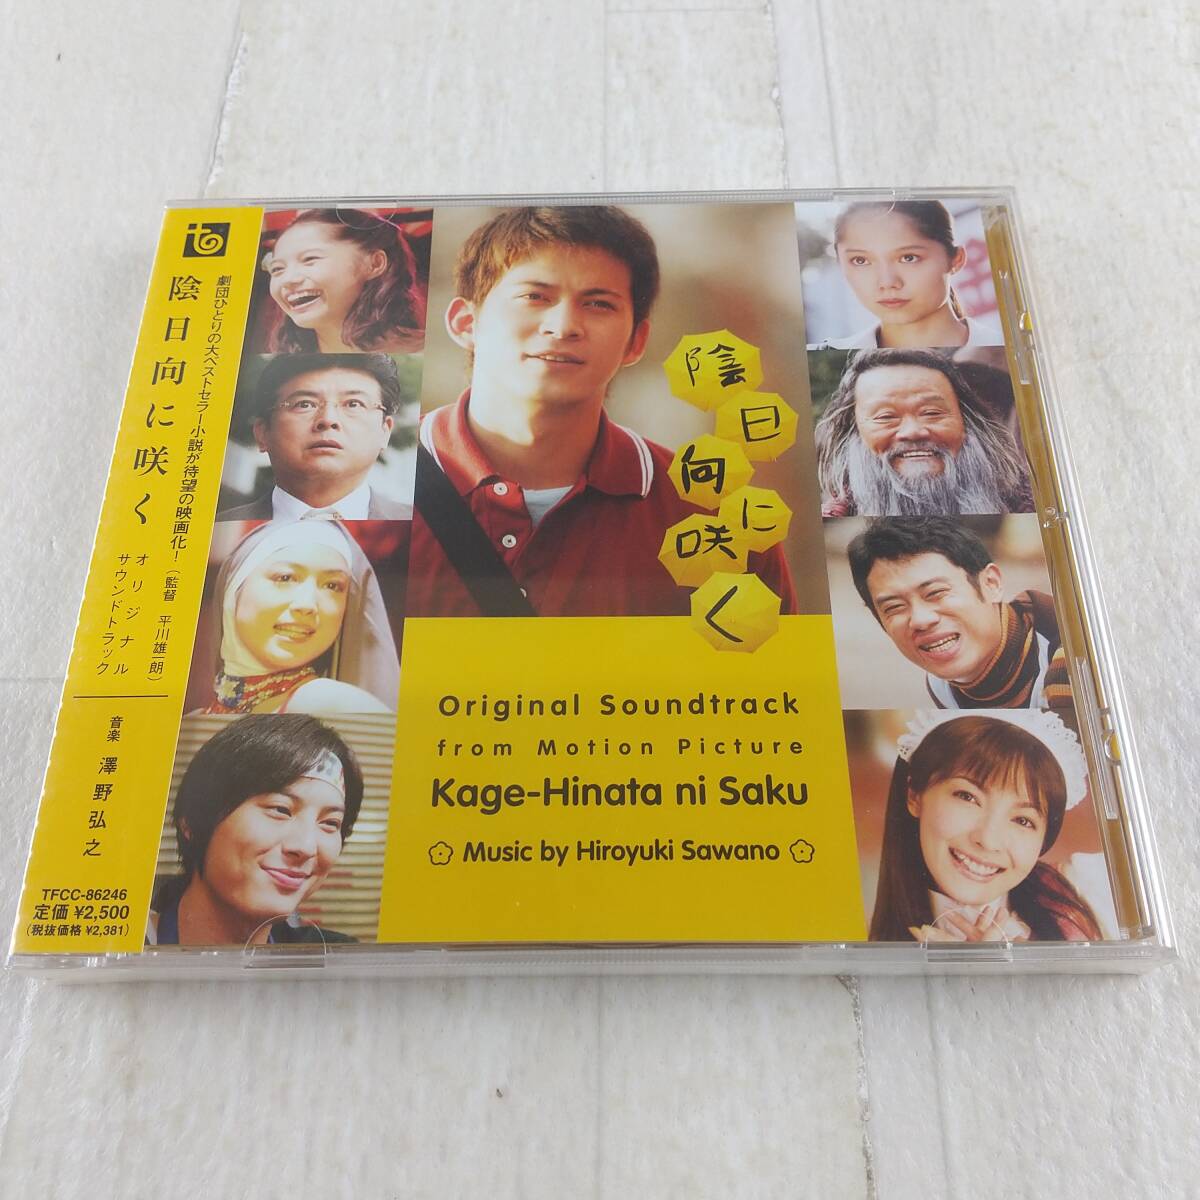 陰日向に咲く
劇団ひとりの大ベストセラー小説が待望の映画化!(監督 平川雄一朗)
オリジナル
サウンドトラック
音楽 澤野弘之
TFCC-86246
定価 ¥2,500
(税抜価格 ¥2,381)
陰日向に咲く
Original Soundtrack
from Motion Picture
Kage-Hinata ni Saku
Music by Hiroyuki Sawano